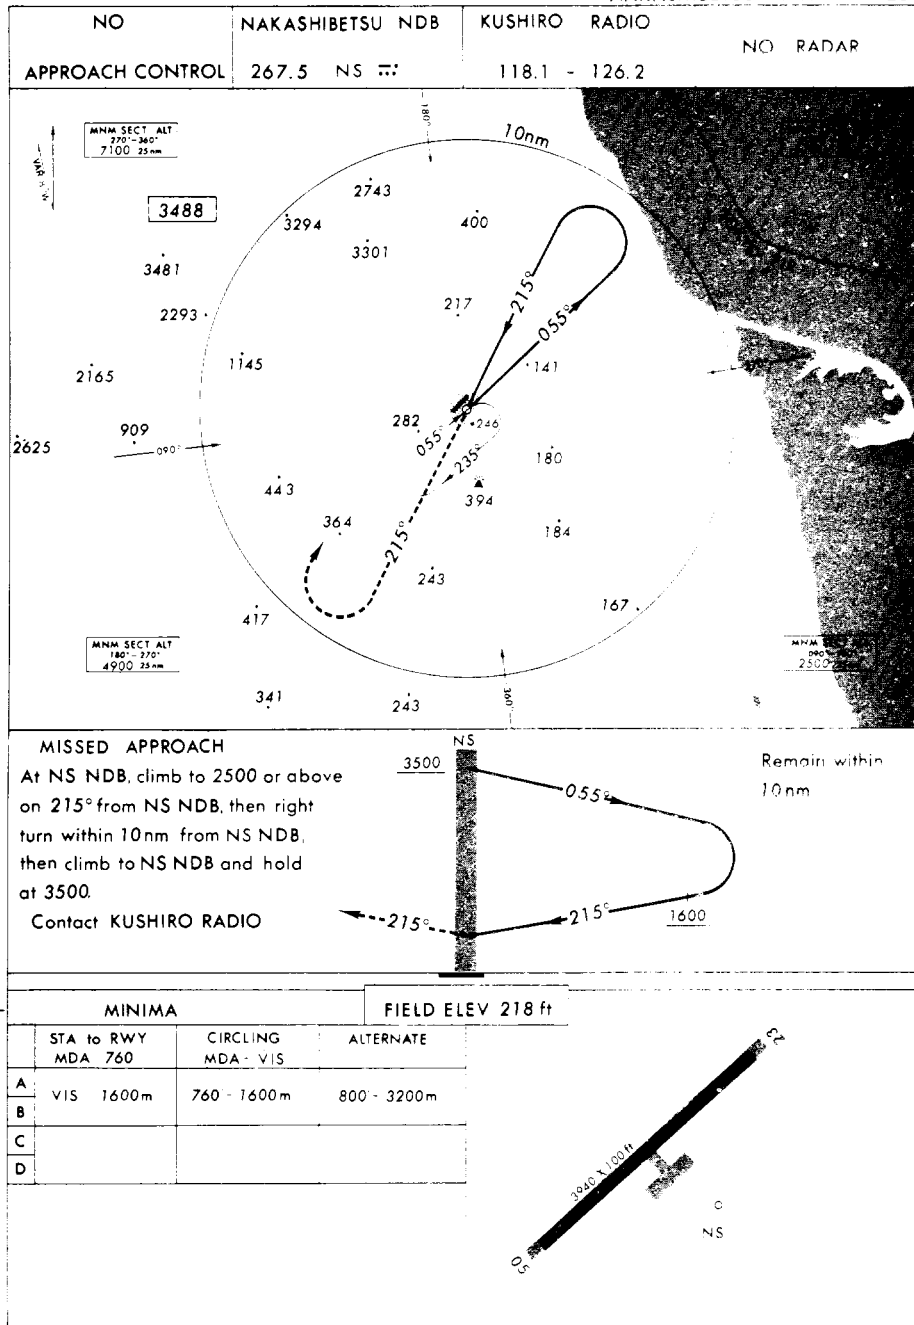 NO
APPROACH CONTROL
NAKASHIBETSU NDB
267.5 NS
KUSHIRO RADIO
118.1 - 126.2
NO RADAR
MNM SECT ALT
270°-360°
7100 25nm
180°
10nm
2743
3488
3294
400
3301
3481
2293
217
215°
055°
1145
141
2165
282
246
909
055°
2625
090°
235°
180
443
394
364
184
215°
243
417
167
MNM SECT ALT
180°-270°
4900 25nm
MNM
2500
341
243
360°
MISSED APPROACH
At NS NDB, climb to 2500 or above
on 215° from NS NDB, then right
turn within 10nm from NS NDB,
then climb to NS NDB and hold
at 3500.
Contact KUSHIRO RADIO
NS
3500
055°
Remain within
10nm
215°
215°
1600
MINIMA
FIELD ELEV 218 ft
STA to RWY
MDA 760
CIRCLING
MDA - VIS
ALTERNATE
A
B
VIS 1600m
760 - 1600m
800 - 3200m
C
D
23
3940 X 100 ft
NS
05